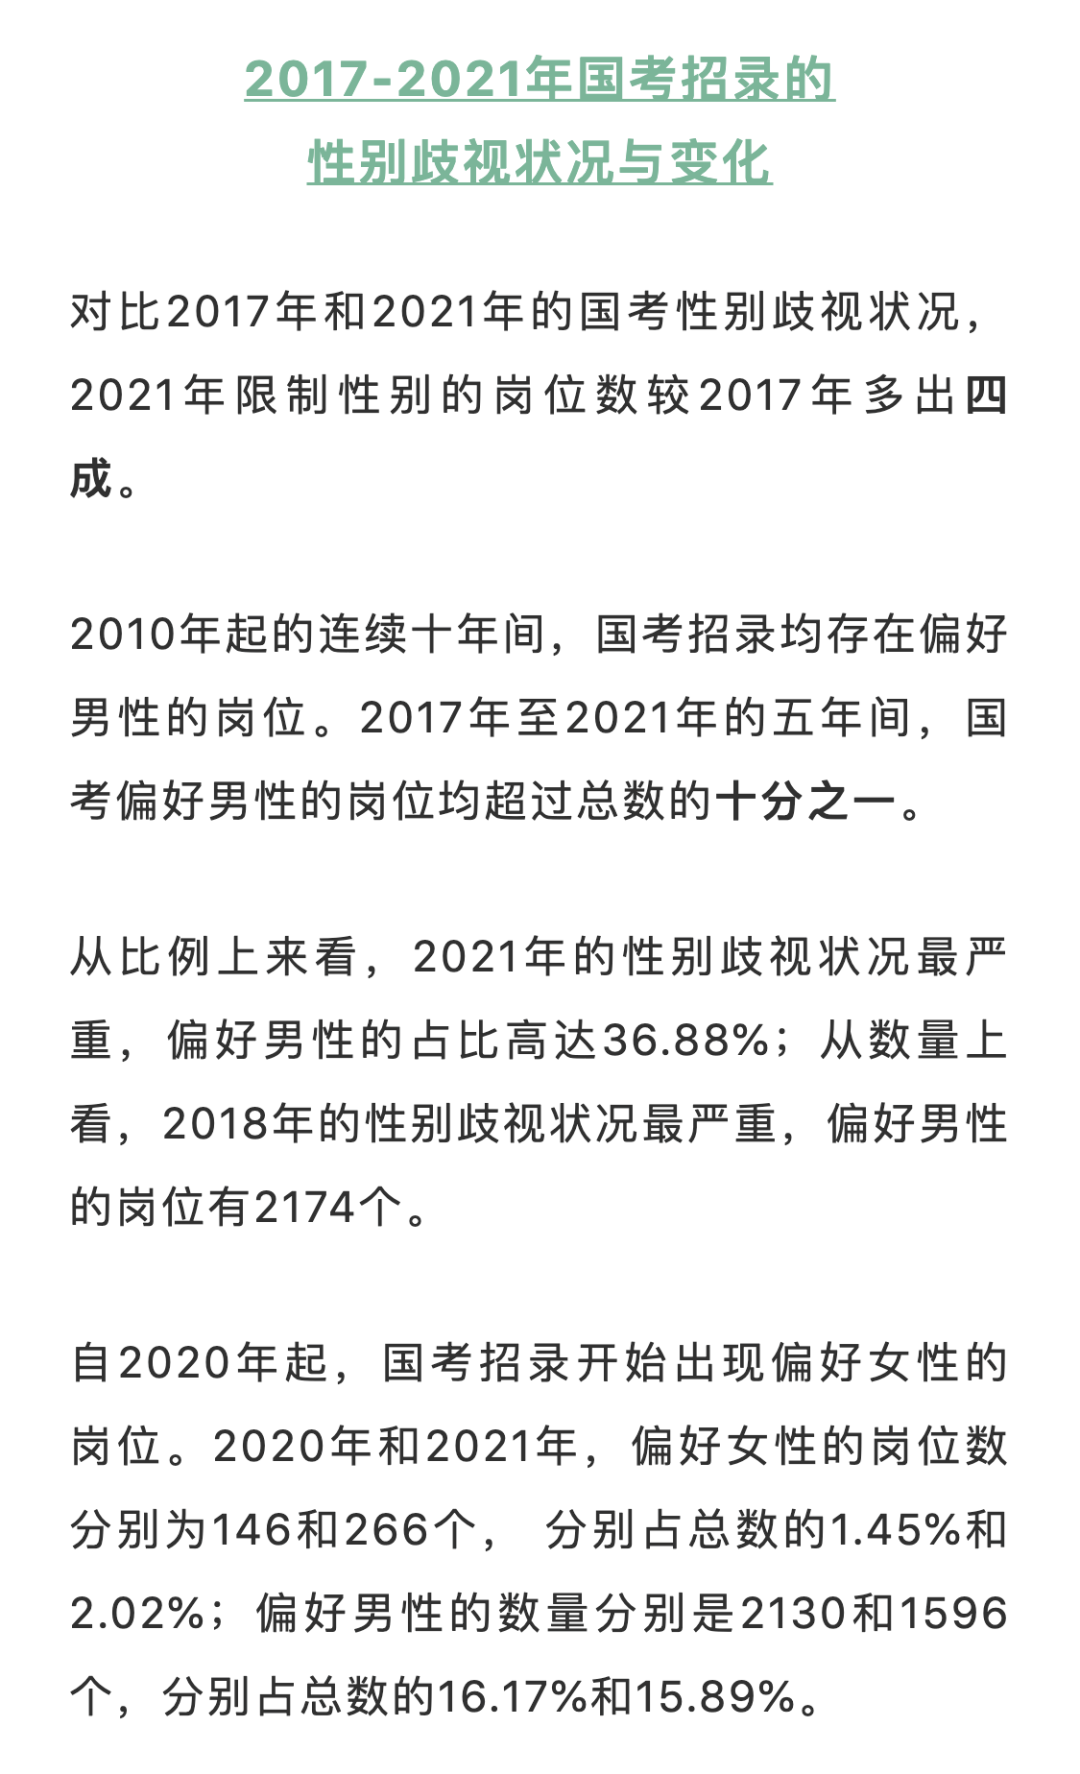 2017-2021年国考招录的
性别歧视状况与变化
对比2017年和2021年的国考性别歧视状况，
2021年限制性别的岗位数较2017年多出四
成。
2010年起的连续十年间，国考招录均存在偏好
男性的岗位。2017年至2021年的五年间，国
考偏好男性的岗位均超过总数的十分之一。
从比例上来看，2021年的性别歧视状况最严
重，偏好男性的占比高达36.88%；从数量上
看，2018年的性别歧视状况最严重，偏好男性
的岗位有2174个。
自2020年起，国考招录开始出现偏好女性的
岗位。2020年和2021年，偏好女性的岗位数
分别为146和266个， 分别占总数的1.45%和
2.02%；偏好男性的数量分别是2130和1596
个，分别占总数的16.17%和15.89%。